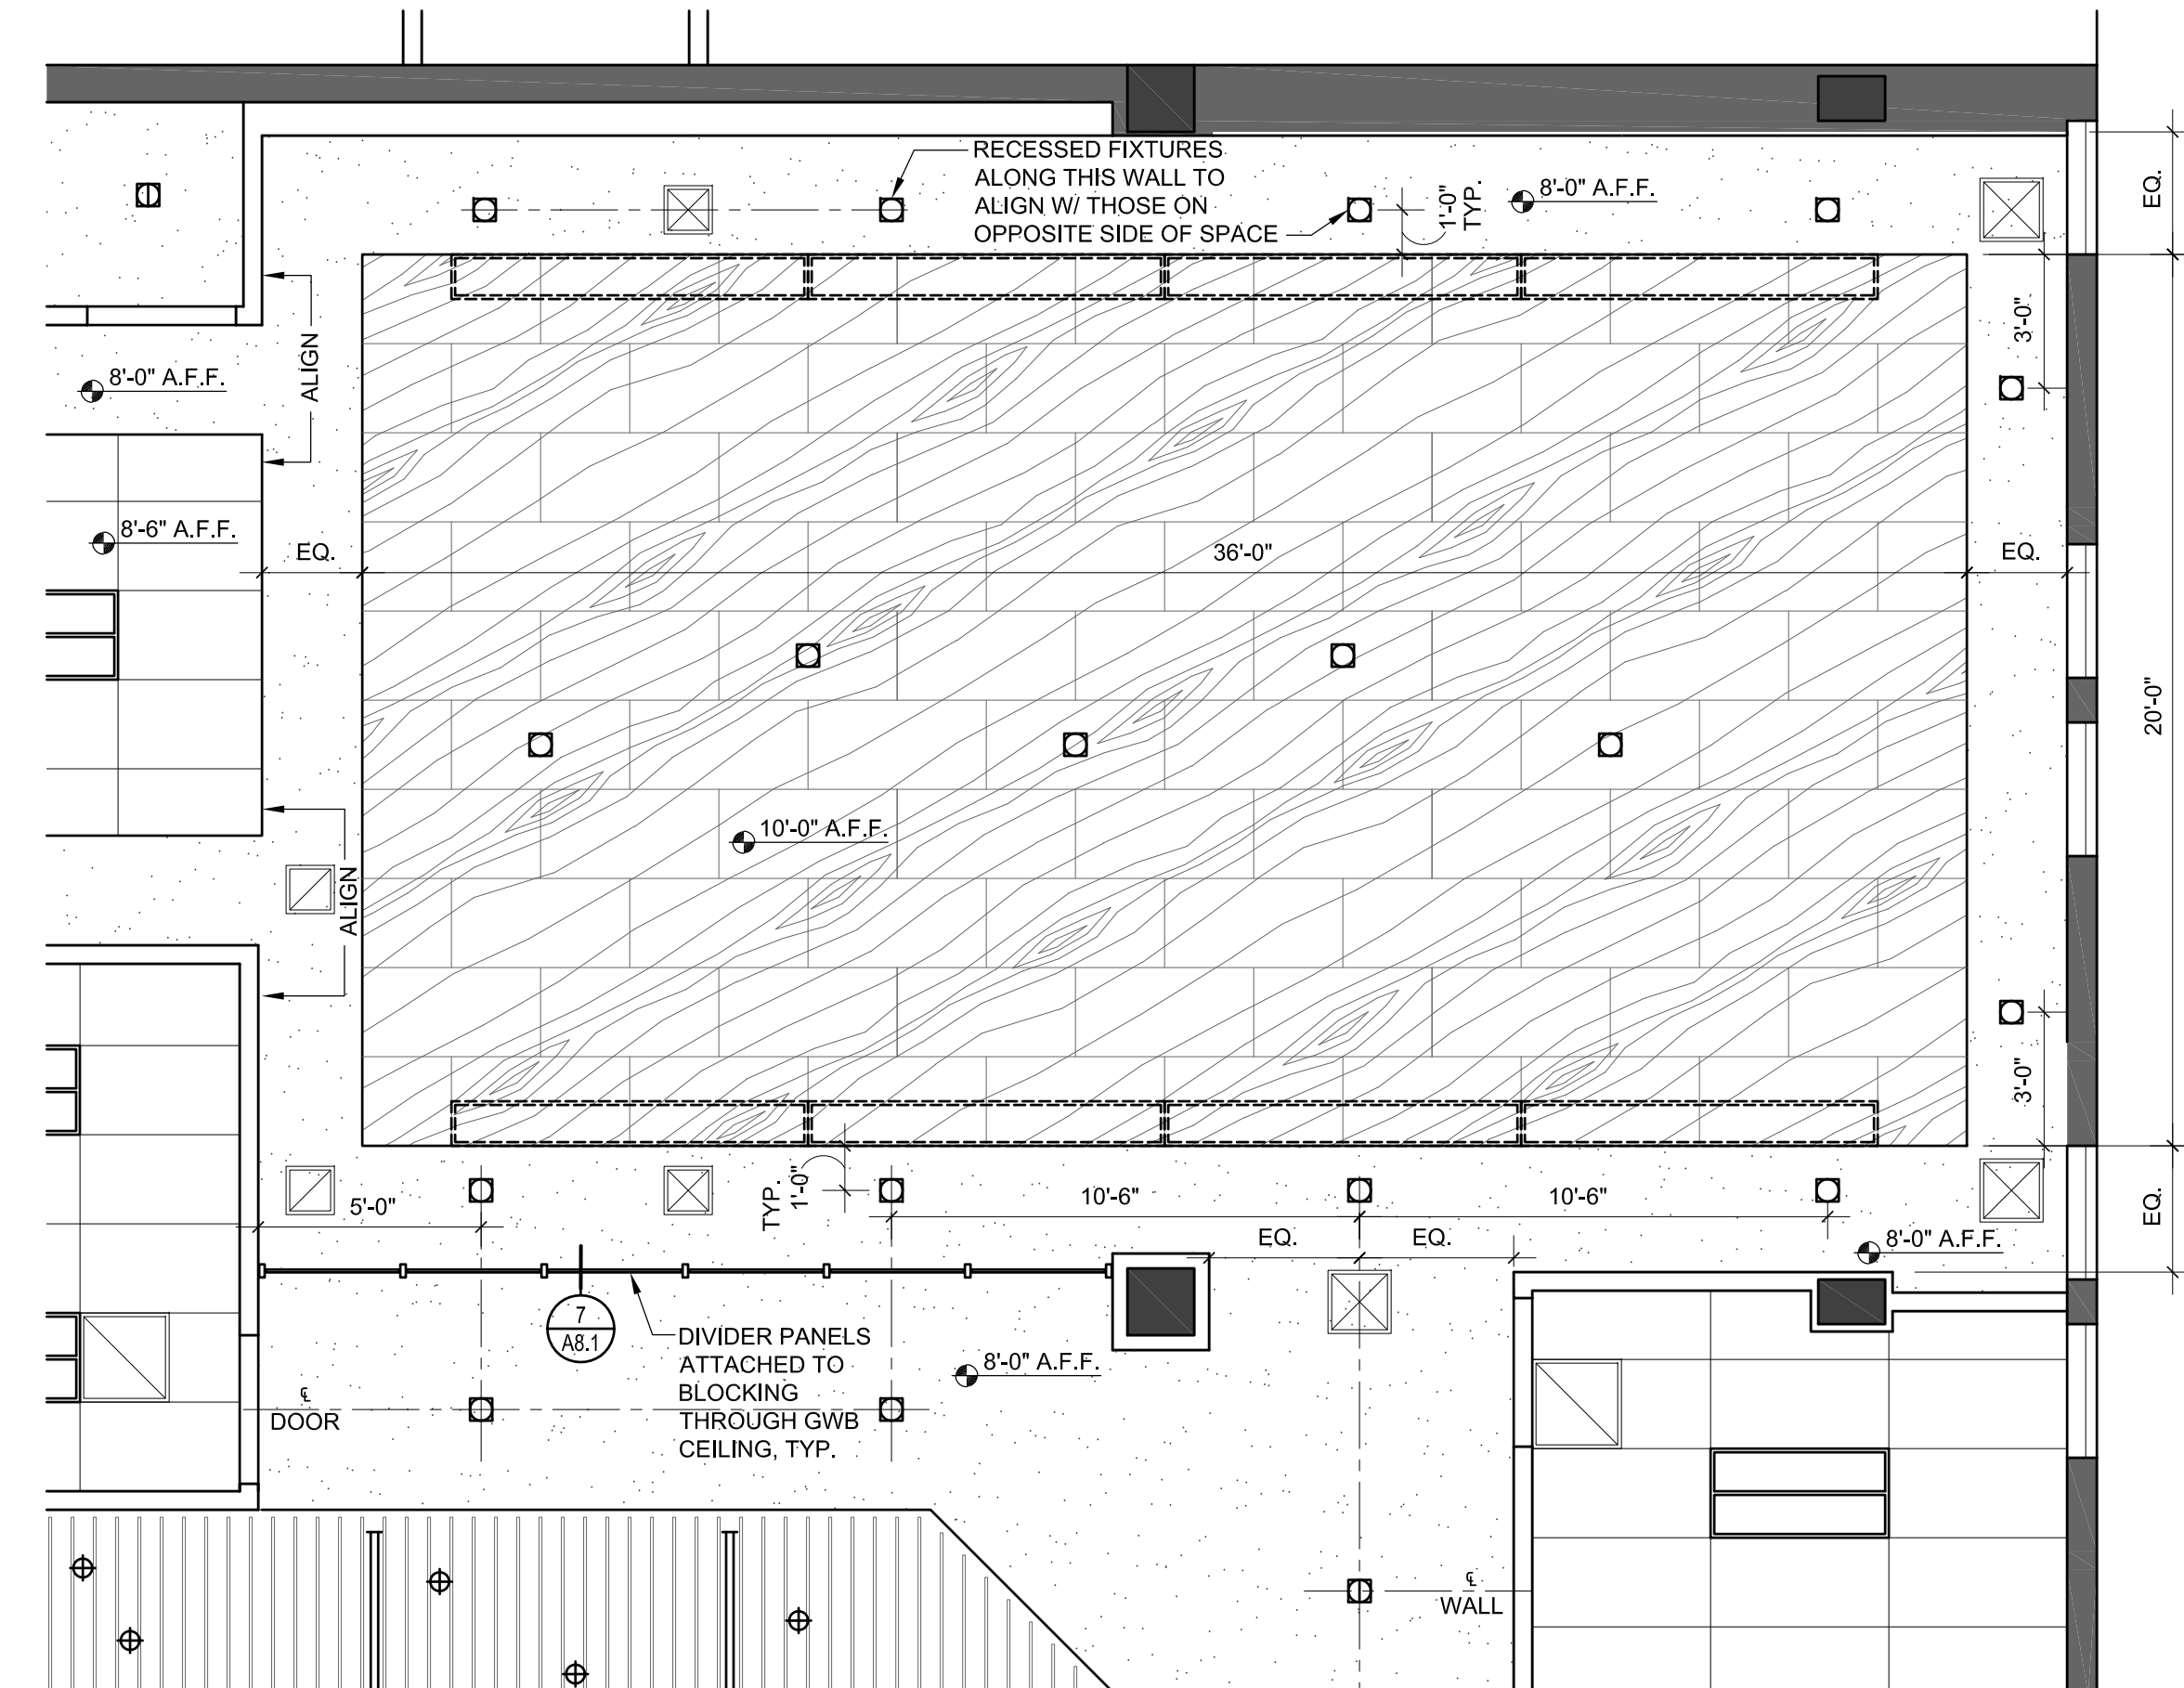 RECESSED FIXTURES
ALONG THIS WALL TO
ALIGN W/ THOSE ON
OPPOSITE SIDE OF SPACE
1'-0"
TYP.
8'-0" A.F.F.
EQ.
3'-0"
ALIGN
8'-0" A.F.F.
8'-6" A.F.F.
EQ.
36'-0"
EQ.
20'-0"
10'-0" A.F.F.
ALIGN
3'-0"
5'-0"
TYP.
1'-0"
10'-6"
10'-6"
EQ.
EQ.
EQ.
8'-0" A.F.F.
7
A8.1
DIVIDER PANELS
ATTACHED TO
BLOCKING
THROUGH GWB
CEILING, TYP.
8'-0" A.F.F.
℄
DOOR
℄
WALL